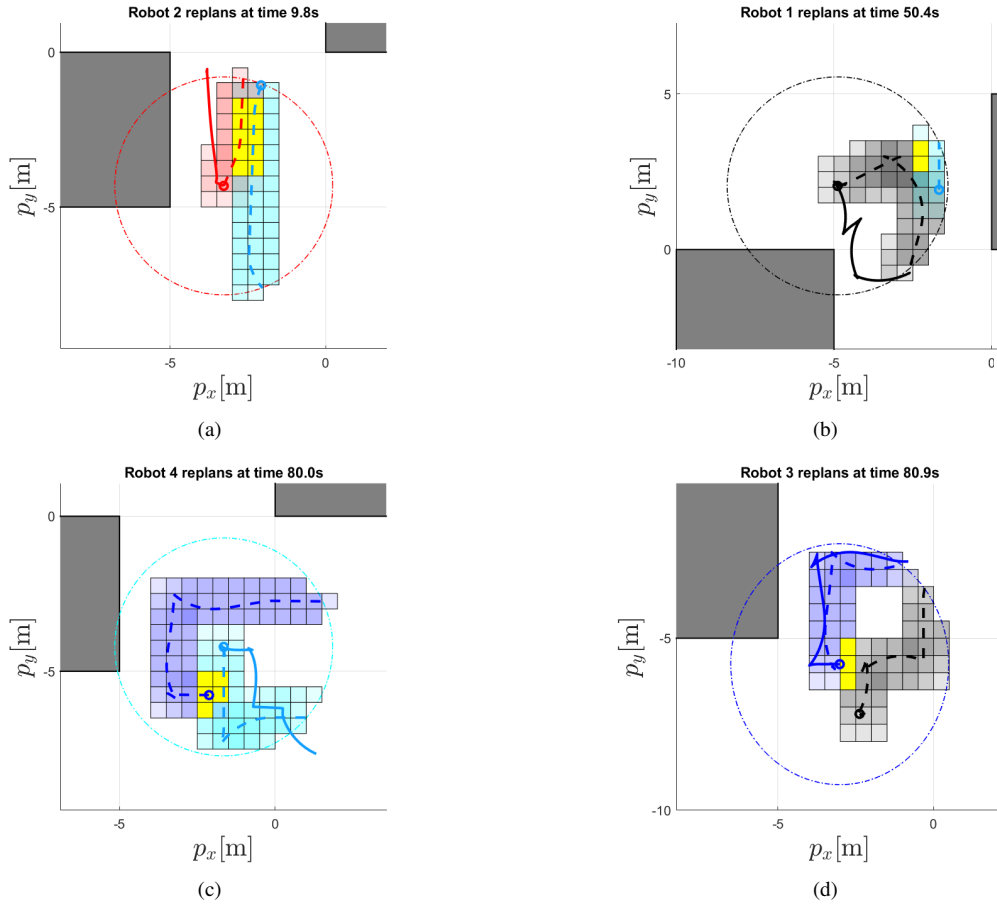 Robot 2 replans at time 9.8s
0
-5
p_y[m]
-5
0
p_x[m]
(a)
Robot 1 replans at time 50.4s
5
0
p_y[m]
-10
-5
0
p_x[m]
(b)
Robot 4 replans at time 80.0s
0
-5
p_y[m]
-5
0
p_x[m]
(c)
Robot 3 replans at time 80.9s
-5
-10
p_y[m]
-5
0
p_x[m]
(d)